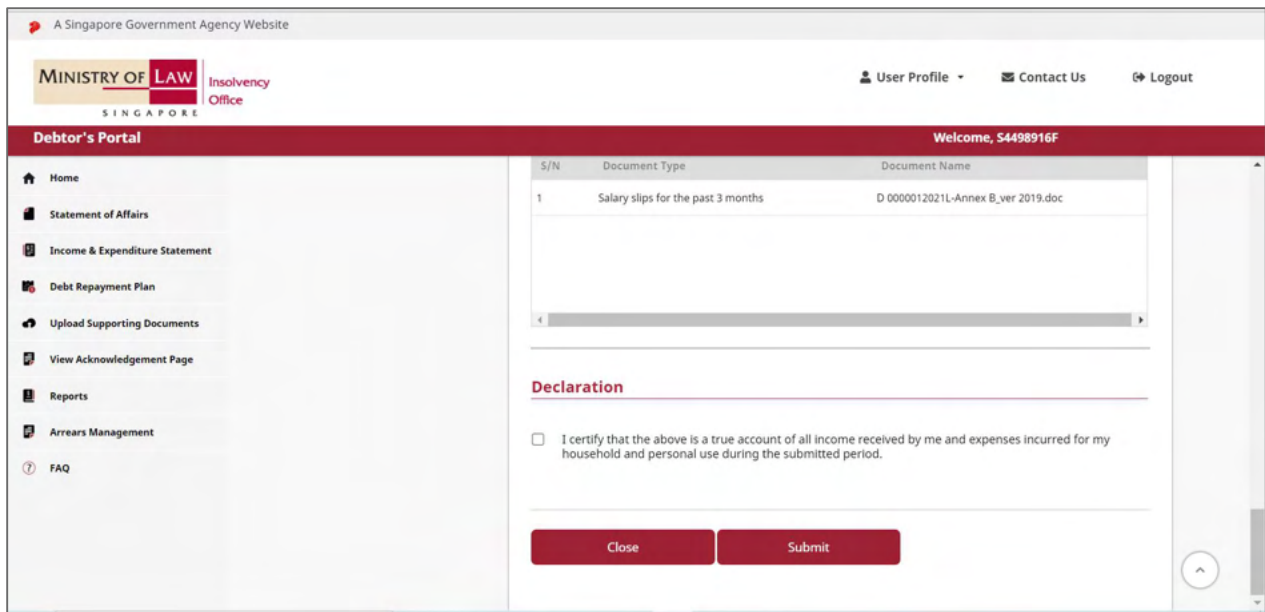 A Singapore Government Agency Website
MINISTRY OF LAW
SINGAPORE
Insolvency
Office
User Profile
Contact Us
Logout
Debtor's Portal
Welcome, S4498916F
Home
Statement of Affairs
Income & Expenditure Statement
Debt Repayment Plan
Upload Supporting Documents
View Acknowledgement Page
Reports
Arrears Management
? FAQ
S/N Document Type Document Name
1 Salary slips for the past 3 months D 0000012021L-Annex B_ver 2019.doc
Declaration
I certify that the above is a true account of all income received by me and expenses incurred for my
household and personal use during the submitted period.
Close
Submit